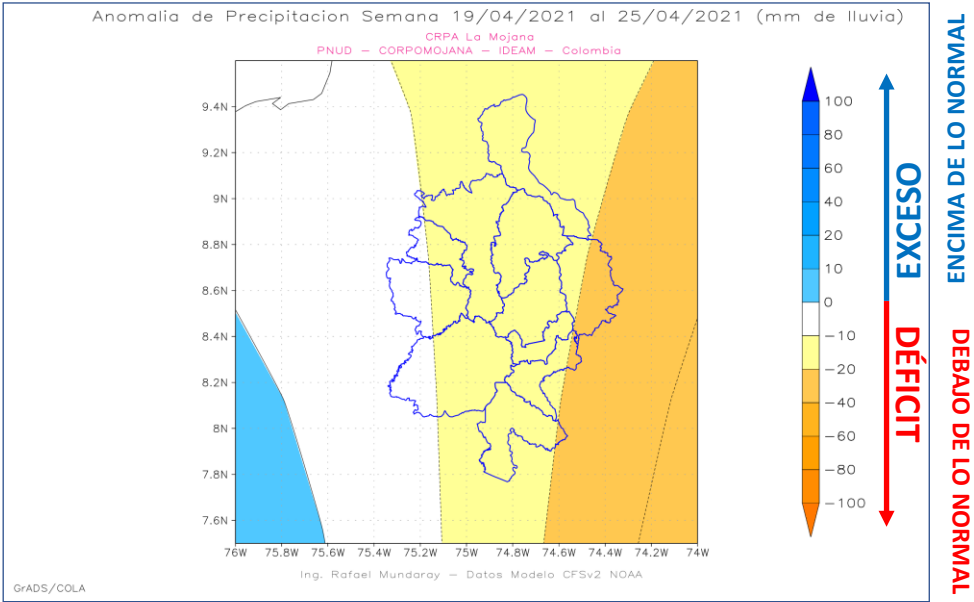 Anomalia de Precipitacion Semana 19/04/2021 al 25/04/2021 (mm de lluvia)
CRPA La Mojana
PNUD – CORPOMOJANA – IDEAM – Colombia
9.4N
9.2N
9N
8.8N
8.6N
8.4N
8.2N
8N
7.8N
7.6N
76W 75.8W 75.6W 75.4W 75.2W 75W 74.8W 74.6W 74.4W 74.2W 74W
100
80
60
40
20
10
0
−10
−20
−40
−60
−80
−100
EXCESO
DÉFICIT
ENCIMA DE LO NORMAL
DEBAJO DE LO NORMAL
Ing. Rafael Mundaray – Datos Modelo CFSv2 NOAA
GrADS/COLA